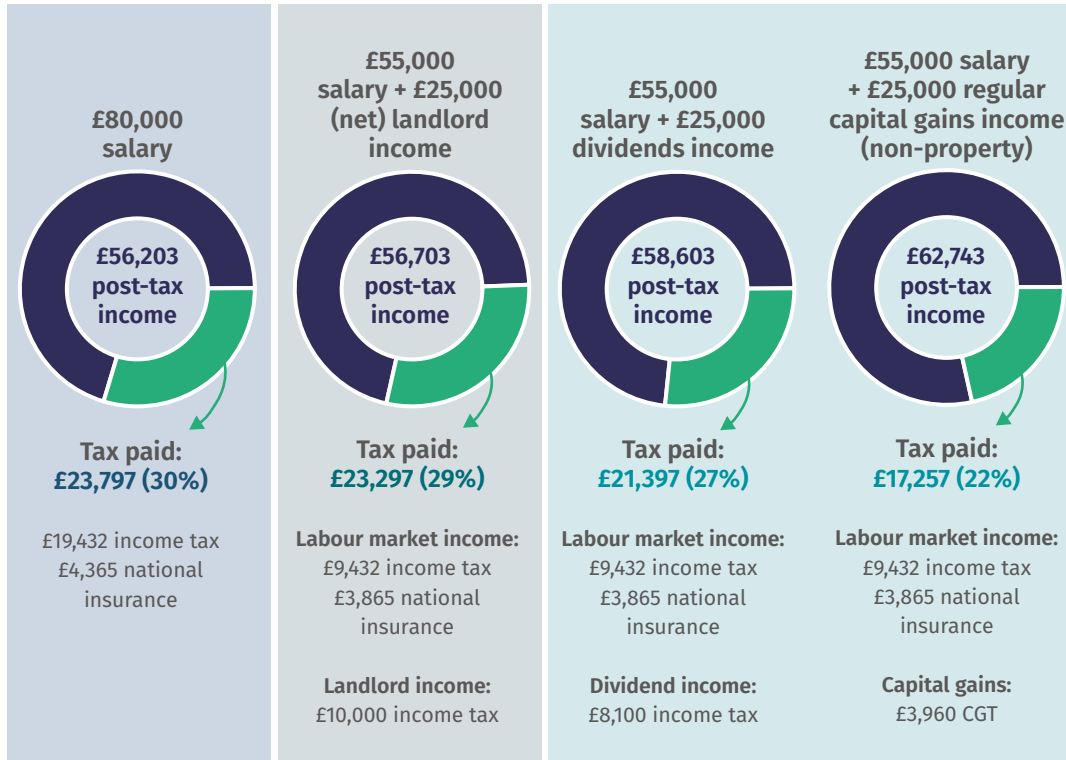 £80,000
salary
£56,203
post-tax
income
Tax paid:
£23,797 (30%)
£19,432 income tax
£4,365 national
insurance
£55,000
salary + £25,000
(net) landlord
income
£56,703
post-tax
income
Tax paid:
£23,297 (29%)
Labour market income:
£9,432 income tax
£3,865 national
insurance
Landlord income:
£10,000 income tax
£55,000
salary + £25,000
dividends income
£58,603
post-tax
income
Tax paid:
£21,397 (27%)
Labour market income:
£9,432 income tax
£3,865 national
insurance
Dividend income:
£8,100 income tax
£55,000 salary
+ £25,000 regular
capital gains income
(non-property)
£62,743
post-tax
income
Tax paid:
£17,257 (22%)
Labour market income:
£9,432 income tax
£3,865 national
insurance
Capital gains:
£3,960 CGT